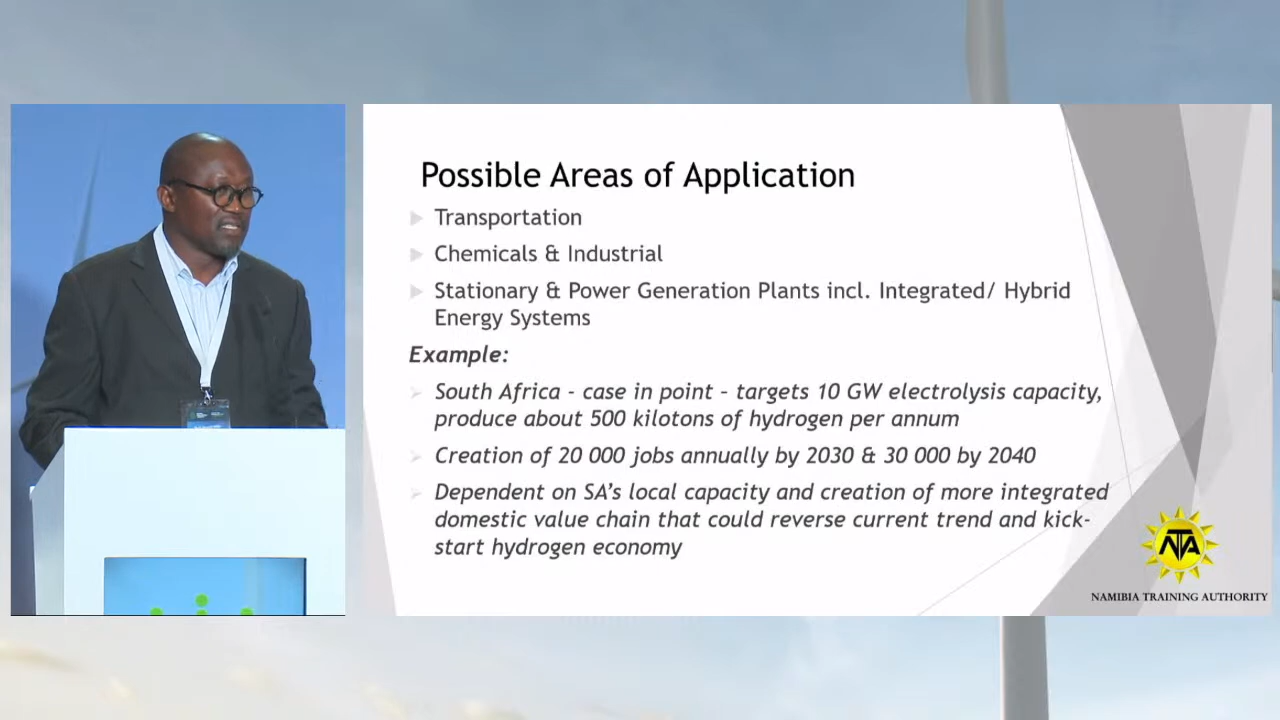 Possible Areas of Application
Transportation
Chemicals & Industrial
Stationary & Power Generation Plants incl. Integrated/ Hybrid
Energy Systems
Example:
South Africa - case in point – targets 10 GW electrolysis capacity,
produce about 500 kilotons of hydrogen per annum
Creation of 20 000 jobs annually by 2030 & 30 000 by 2040
Dependent on SA’s local capacity and creation of more integrated
domestic value chain that could reverse current trend and kick-
start hydrogen economy
NTA
NAMIBIA TRAINING AUTHORITY